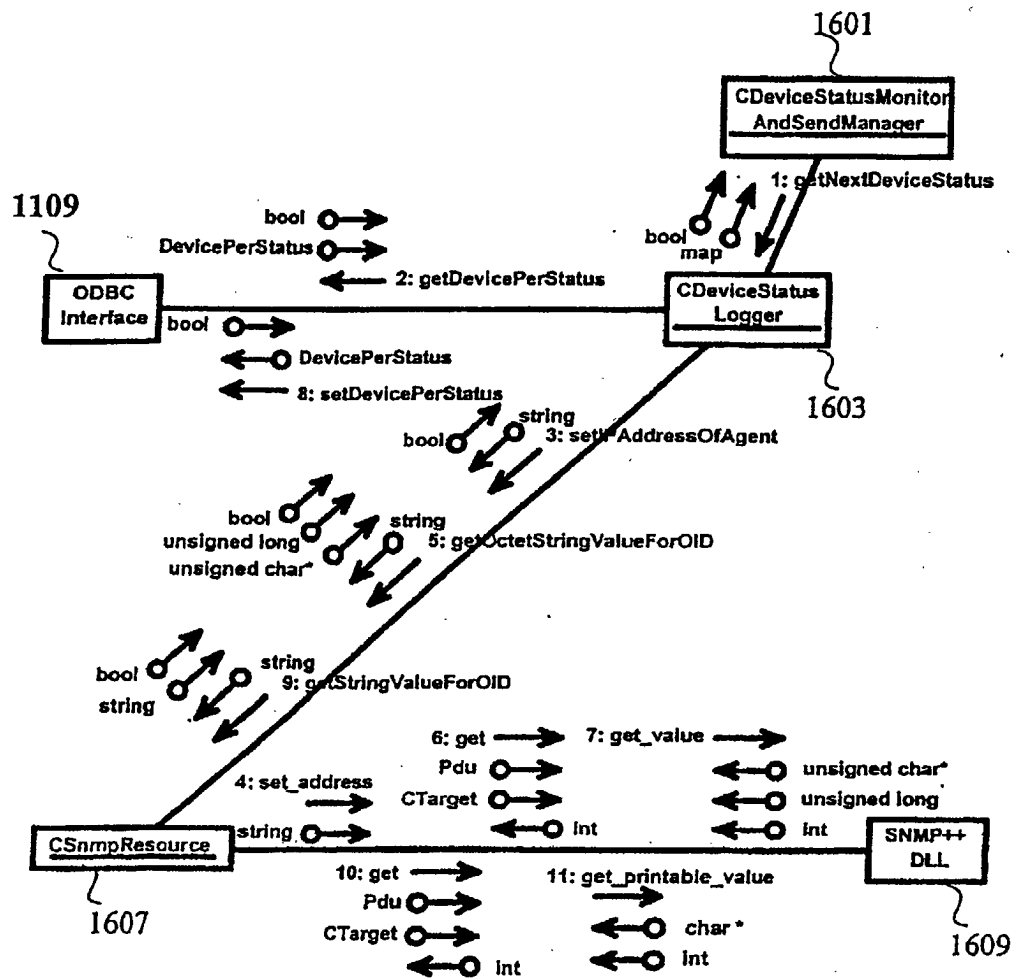 1601
CDeviceStatusMonitor
AndSendManager
1: getNextDeviceStatus
bool
map
1109
bool
DevicePerStatus
2: getDevicePerStatus
ODBC
Interface
CDeviceStatus
Logger
bool
DevicePerStatus
8: setDevicePerStatus
1603
string
bool
3: setIPAddressOfAgent
bool
string
unsigned long
5: getOctetStringValueForOID
unsigned char*
string
bool
9: getStringValueForOID
string
6: get
7: get_value
Pdu
unsigned char*
4: set_address
CTarget
unsigned long
string
int
int
CSnmpResource
SNMP++
DLL
10: get
11: get_printable_value
Pdu
1607
char *
CTarget
1609
int
int